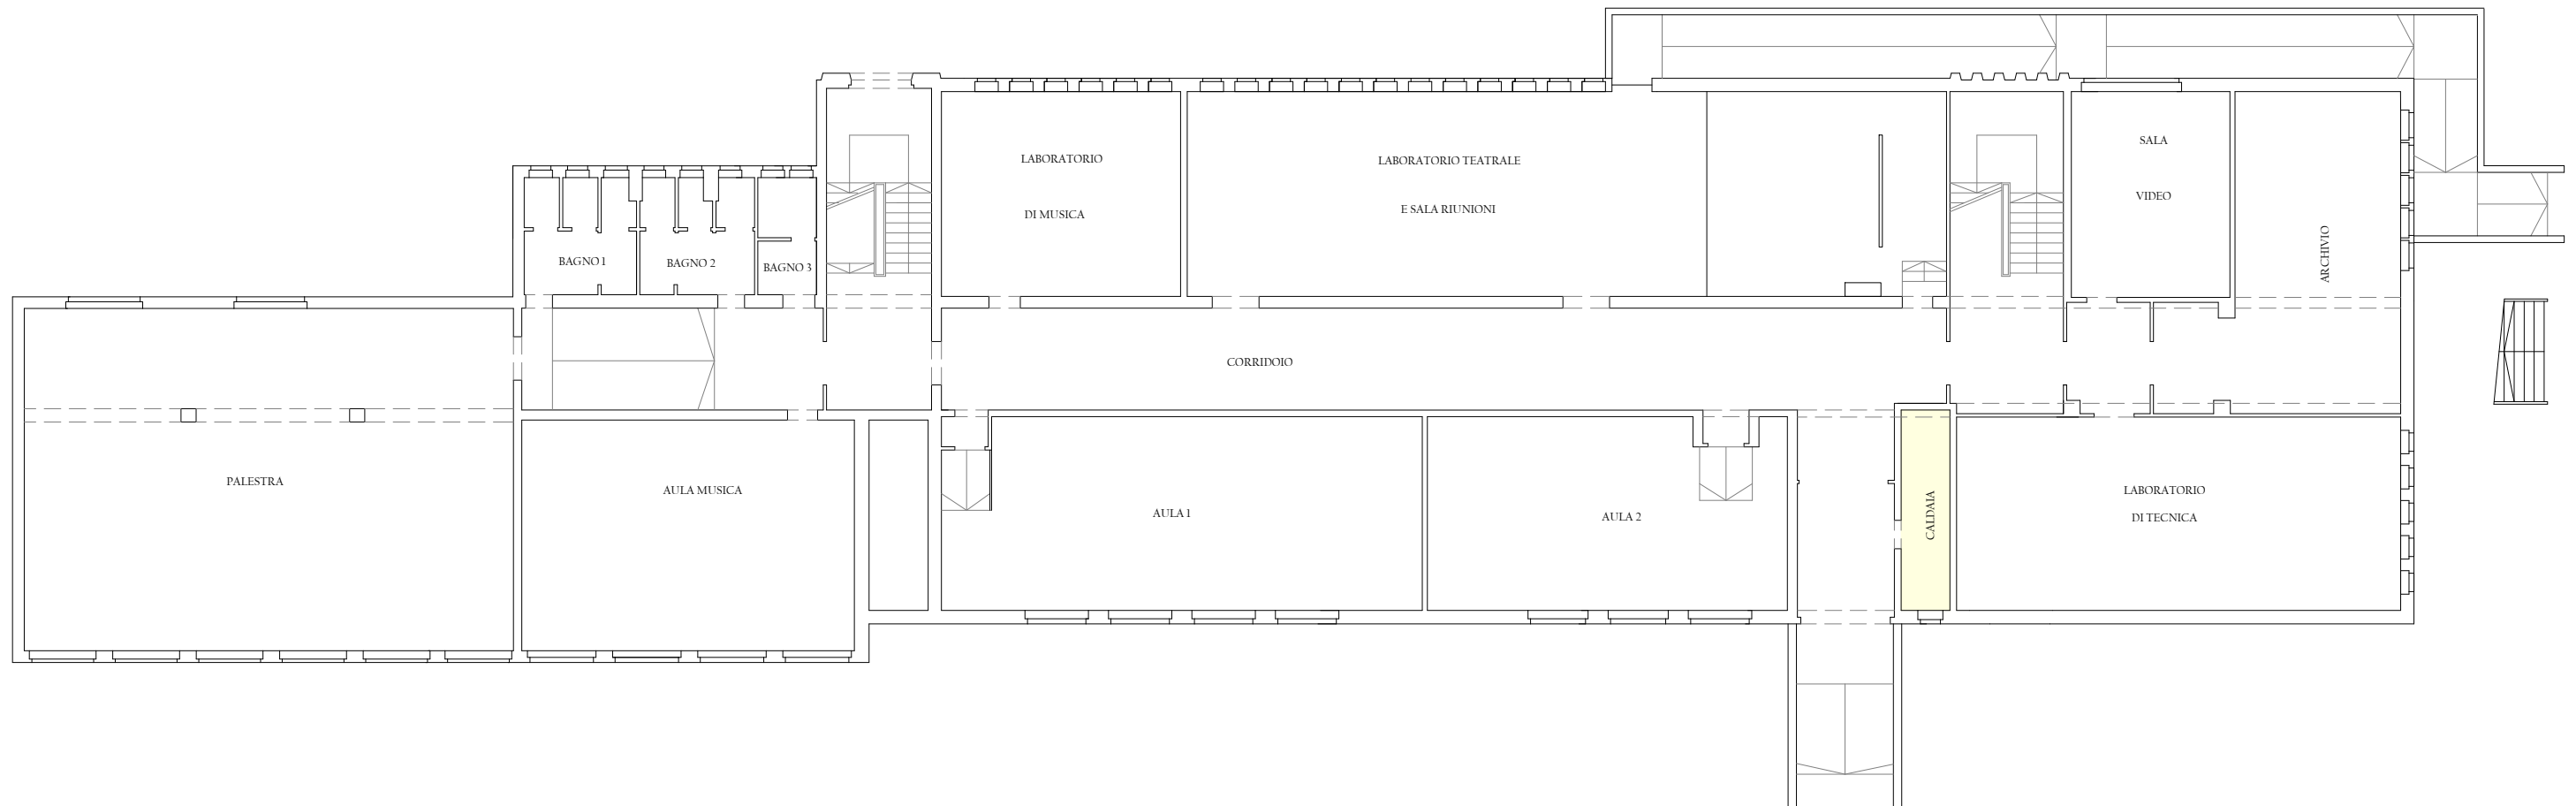 LABORATORIO
DI MUSICA
LABORATORIO TEATRALE
E SALA RIUNIONI
SALA
VIDEO
ARCHIVIO
BAGNO 1
BAGNO 2
BAGNO 3
CORRIDOIO
PALESTRA
AULA MUSICA
AULA 1
AULA 2
CALDAIA
LABORATORIO
DI TECNICA